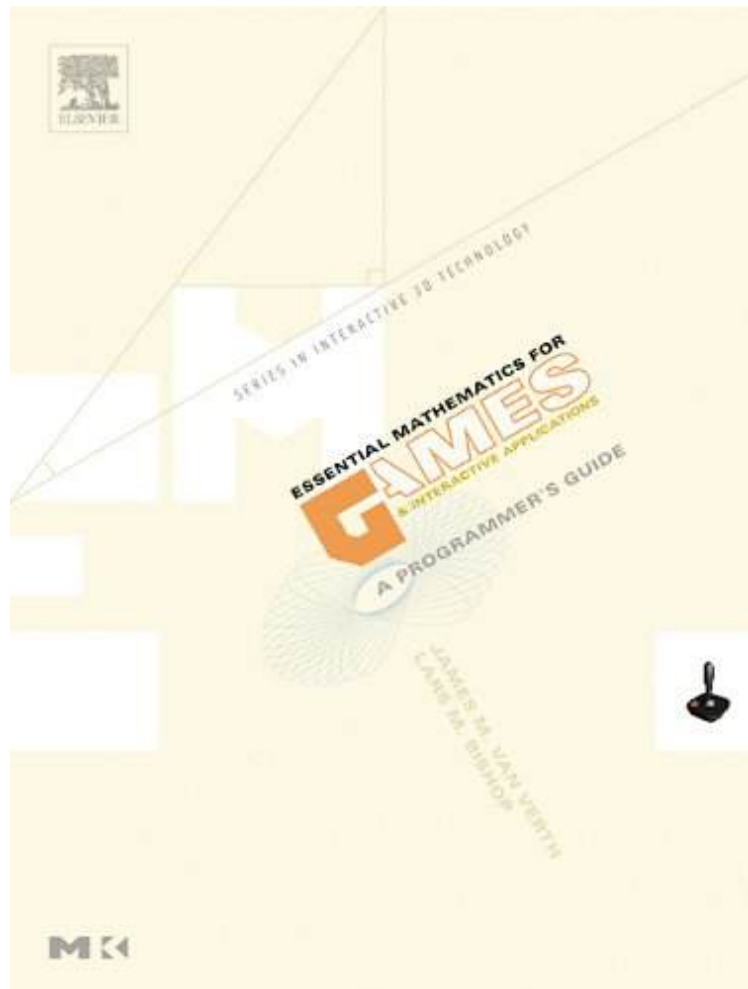 ELSEVIER
SERIES IN INTERACTIVE 3D TECHNOLOGY
ESSENTIAL MATHEMATICS FOR
GAMES
& INTERACTIVE APPLICATIONS
A PROGRAMMER'S GUIDE
JAMES M. VAN VERTH
LARS M. BISHOP
MK